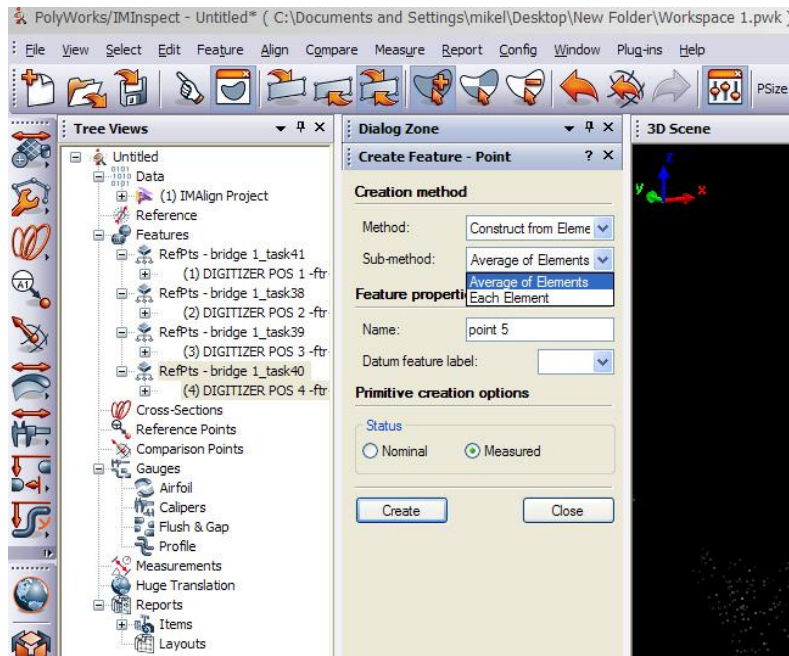 PolyWorks/IMInspect - Untitled* ( C:\Documents and Settings\mikel\Desktop\New Folder\Workspace 1.pwk )
File View Select Edit Feature Align Compare Measure Report Config Window Plug-ins Help
PSize
Tree Views
Untitled
Data
(1) IMAlign Project
Reference
Features
RefPts - bridge 1_task41
(1) DIGITIZER POS 1 -ftr
RefPts - bridge 1_task38
(2) DIGITIZER POS 2 -ftr
RefPts - bridge 1_task39
(3) DIGITIZER POS 3 -ftr
RefPts - bridge 1_task40
(4) DIGITIZER POS 4 -ftr
Cross-Sections
Reference Points
Comparison Points
Gauges
Airfoil
Calipers
Flush & Gap
Profile
Measurements
Huge Translation
Reports
Items
Layouts
Dialog Zone
Create Feature - Point ? X
Creation method
Method: Construct from Eleme
Sub-method: Average of Elements
Average of Elements
Each Element
Feature properti
Name: point 5
Datum feature label:
Primitive creation options
Status
Nominal Measured
Create Close
3D Scene
z
y x
A1